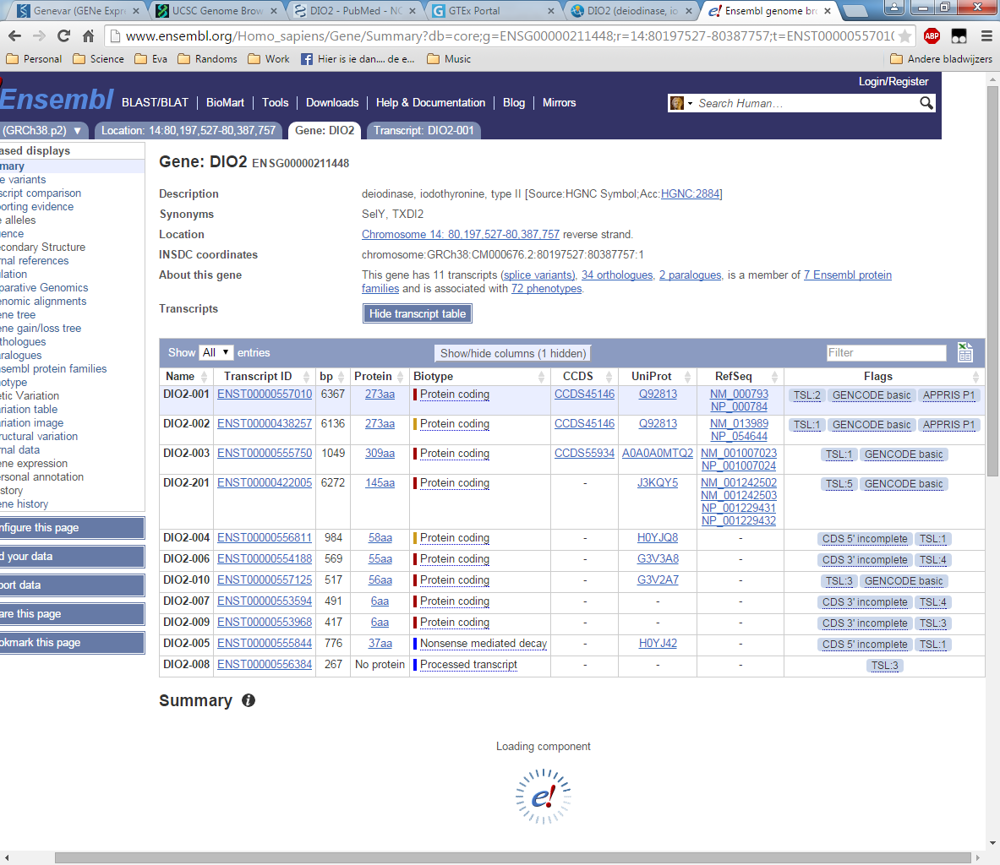 Genevar (GENe Expre
UCSC Genome Brow
DIO2 - PubMed - NC
GTEx Portal
DIO2 (deiodinase, io
Ensembl genome bro
www.ensembl.org/Homo_sapiens/Gene/Summary?db=core;g=ENSG00000211448;r=14:80197527-80387757;t=ENST0000055701
ABP
Personal Science Eva Randoms Work Hier is ie dan.... de e... Music Andere bladwijzers
Login/Register
Ensembl BLAST/BLAT BioMart Tools Downloads Help & Documentation Blog Mirrors Search Human…
(GRCh38.p2) ▼ Location: 14:80,197,527-80,387,757 Gene: DIO2 Transcript: DIO2-001
ased displays
mary
e variants
script comparison
porting evidence
e alleles
uence
econdary Structure
rnal references
ulation
parative Genomics
enomic alignments
ene tree
ene gain/loss tree
thologues
aralogues
nsembl protein families
notype
etic Variation
ariation table
ariation image
tructural variation
rnal data
ene expression
ersonal annotation
istory
ene history
nfigure this page
d your data
port data
are this page
okmark this page
Gene: DIO2 ENSG00000211448
Description deiodinase, iodothyronine, type II [Source:HGNC Symbol;Acc:HGNC:2884]
Synonyms SelY, TXDI2
Location Chromosome 14: 80,197,527-80,387,757 reverse strand.
INSDC coordinates chromosome:GRCh38:CM000676.2:80197527:80387757:1
About this gene This gene has 11 transcripts (splice variants), 34 orthologues, 2 paralogues, is a member of 7 Ensembl protein
families and is associated with 72 phenotypes.
Transcripts Hide transcript table
Show All entries Show/hide columns (1 hidden) Filter
Name Transcript ID bp Protein Biotype CCDS UniProt RefSeq Flags
DIO2-001 ENST00000557010 6367 273aa Protein coding CCDS45146 Q92813 NM_000793 TSL:2 GENCODE basic APPRIS P1
NP_000784
DIO2-002 ENST00000438257 6136 273aa Protein coding CCDS45146 Q92813 NM_013989 TSL:1 GENCODE basic APPRIS P1
NP_054644
DIO2-003 ENST00000555750 1049 309aa Protein coding CCDS55934 A0A0A0MTQ2 NM_001007023 TSL:1 GENCODE basic
NP_001007024
DIO2-201 ENST00000422005 6272 145aa Protein coding - J3KQY5 NM_001242502 TSL:5 GENCODE basic
NM_001242503
NP_001229431
NP_001229432
DIO2-004 ENST00000556811 984 58aa Protein coding - H0YJQ8 - CDS 5' incomplete TSL:1
DIO2-006 ENST00000554188 569 55aa Protein coding - G3V3A8 - CDS 3' incomplete TSL:4
DIO2-010 ENST00000557125 517 56aa Protein coding - G3V2A7 - TSL:3 GENCODE basic
DIO2-007 ENST00000553594 491 6aa Protein coding - - - CDS 3' incomplete TSL:4
DIO2-009 ENST00000553968 417 6aa Protein coding - - - CDS 3' incomplete TSL:3
DIO2-005 ENST00000555844 776 37aa Nonsense mediated decay - H0YJ42 - CDS 5' incomplete TSL:1
DIO2-008 ENST00000556384 267 No protein Processed transcript - - - TSL:3
Summary i
Loading component
e!